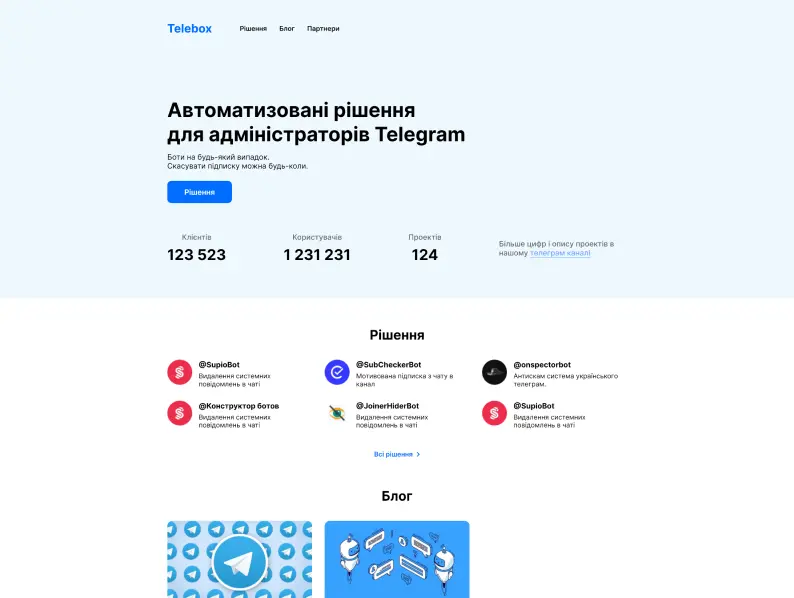 Telebox
Рішення
Блог
Партнери
Автоматизовані рішення
для адміністраторів Telegram
Боти на будь-який випадок.
Скасувати підписку можна будь-коли.
Рішення
Клієнтів
123 523
Користувачів
1 231 231
Проектів
124
Більше цифр і опису проектів в
нашому телеграм каналі
Рішення
@SupioBot
Видалення системних
повідомлень в чаті
@SubCheckerBot
Мотивована підписка з чату в
канал
@onspectorbot
Антискам система українського
телеграм.
@Конструктор ботов
Видалення системних
повідомлень в чаті
@JoinerHiderBot
Видалення системних
повідомлень в чаті
@SupioBot
Видалення системних
повідомлень в чаті
Всі рішення
Блог